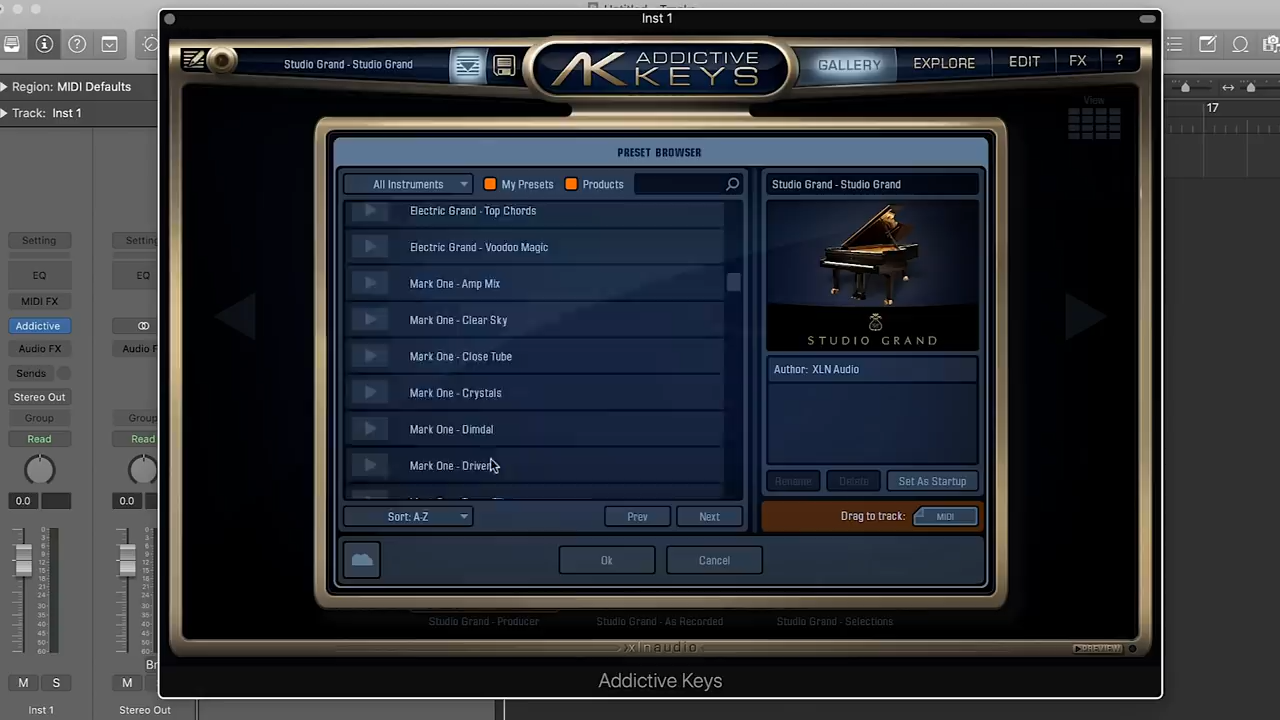 Inst 1
Region: MIDI Defaults
Track: Inst 1
Setting
EQ
MIDI FX
Addictive
Audio FX
Sends
Stereo Out
Group
Read
0.0
M S
Inst 1
Setting
EQ
Audio F
Sends
Stereo Out
Group
Read
0.0
M
Stereo Out
Studio Grand - Studio Grand
ADDICTIVE
KEYS
GALLERY
EXPLORE
EDIT
FX
?
View
17
PRESET BROWSER
All Instruments
My Presets
Products
Electric Grand - Top Chords
Electric Grand - Voodoo Magic
Mark One - Amp Mix
Mark One - Clear Sky
Mark One - Close Tube
Mark One - Crystals
Mark One - Dimdal
Mark One - Driven
Sort: A-Z
Prev
Next
Ok
Cancel
Studio Grand - Studio Grand
STUDIO GRAND
Author: XLN Audio
Rename
Delete
Set As Startup
Drag to track:
MIDI
Studio Grand - Producer
Studio Grand - As Recorded
Studio Grand - Selections
xlnaudio
PREVIEW
Addictive Keys